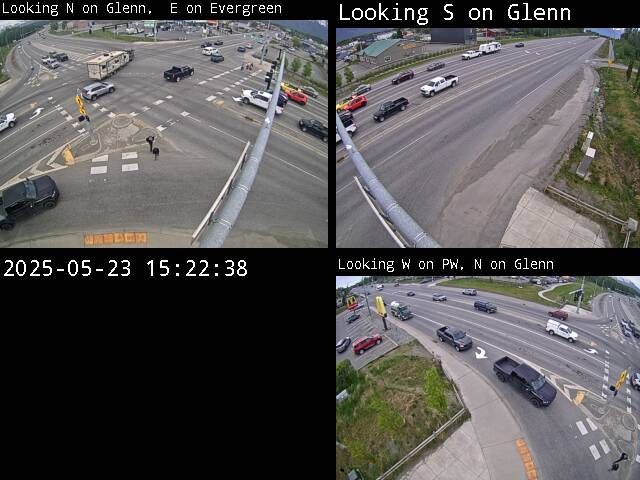 Looking N on Glenn,  E on Evergreen
Looking S on Glenn
2025-05-23 15:22:38
Looking W on PW, N on Glenn